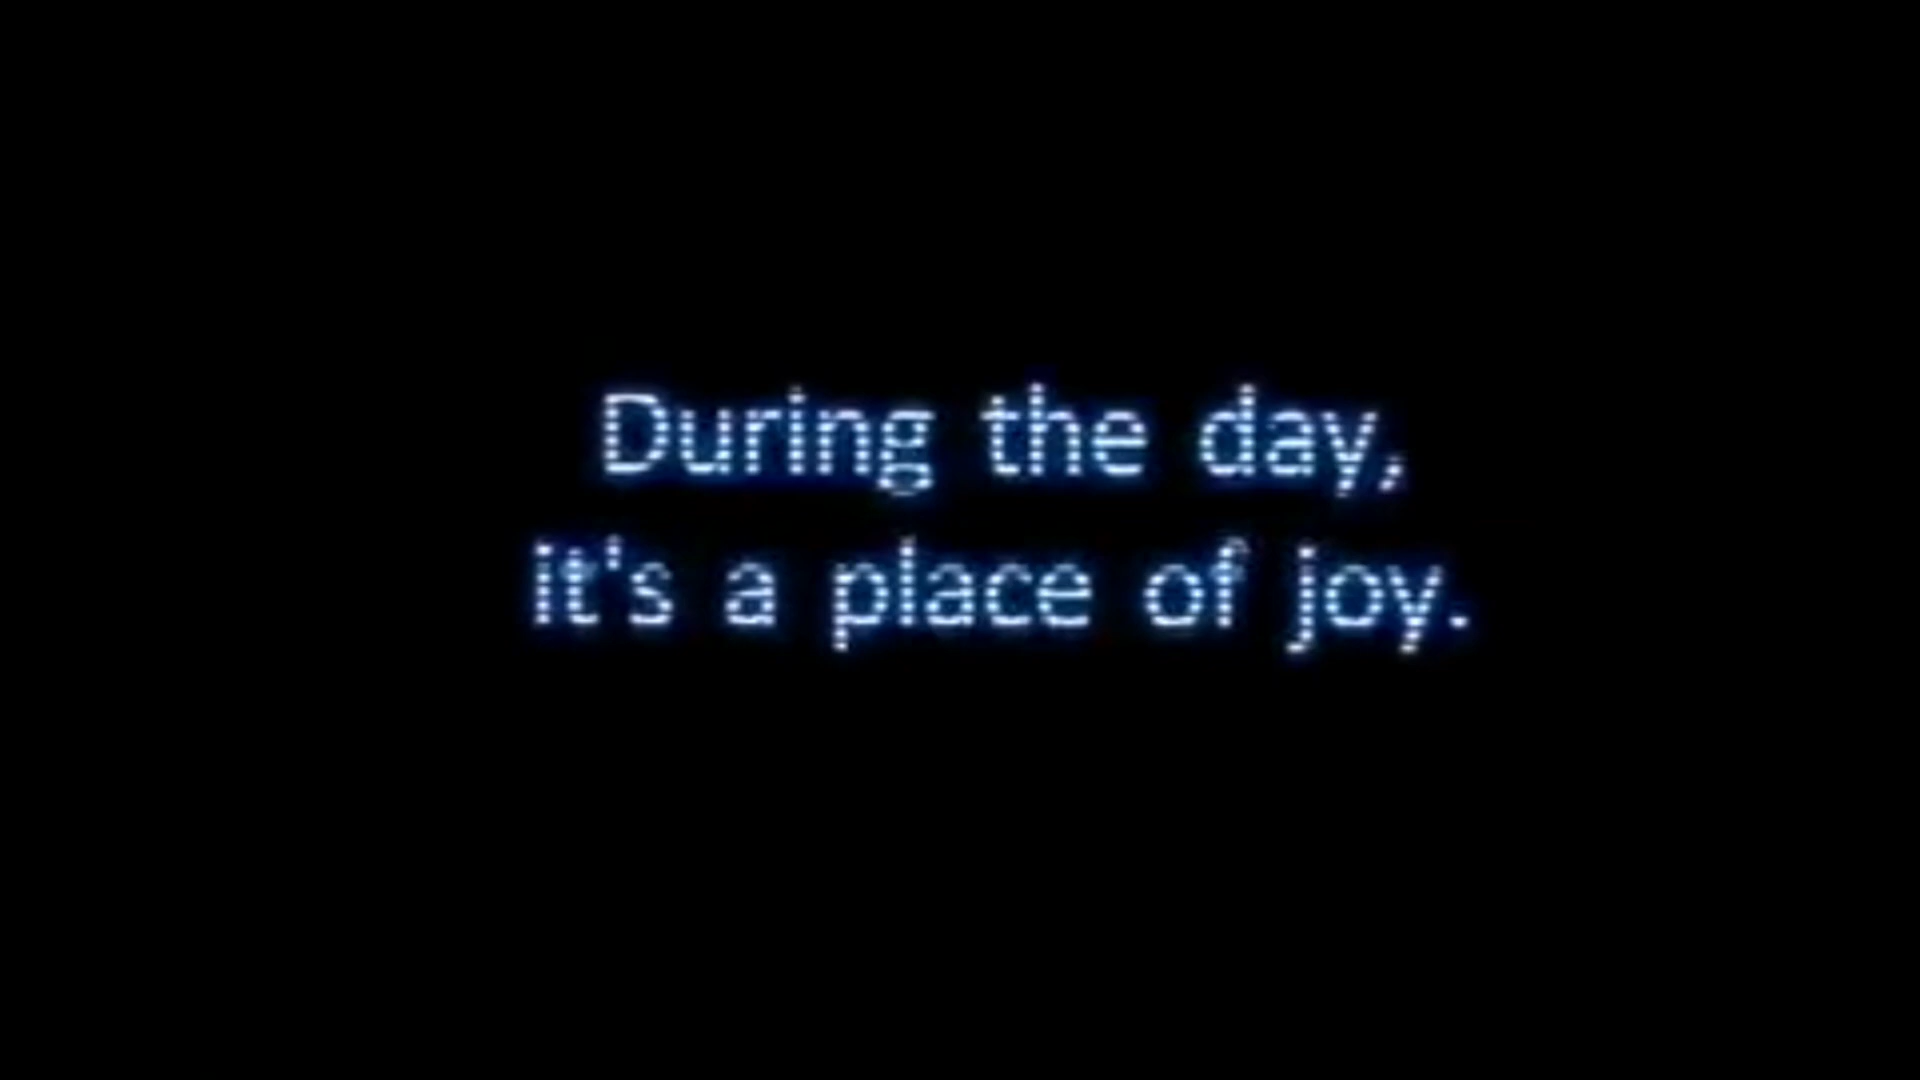 During the day,
it's a place of joy.